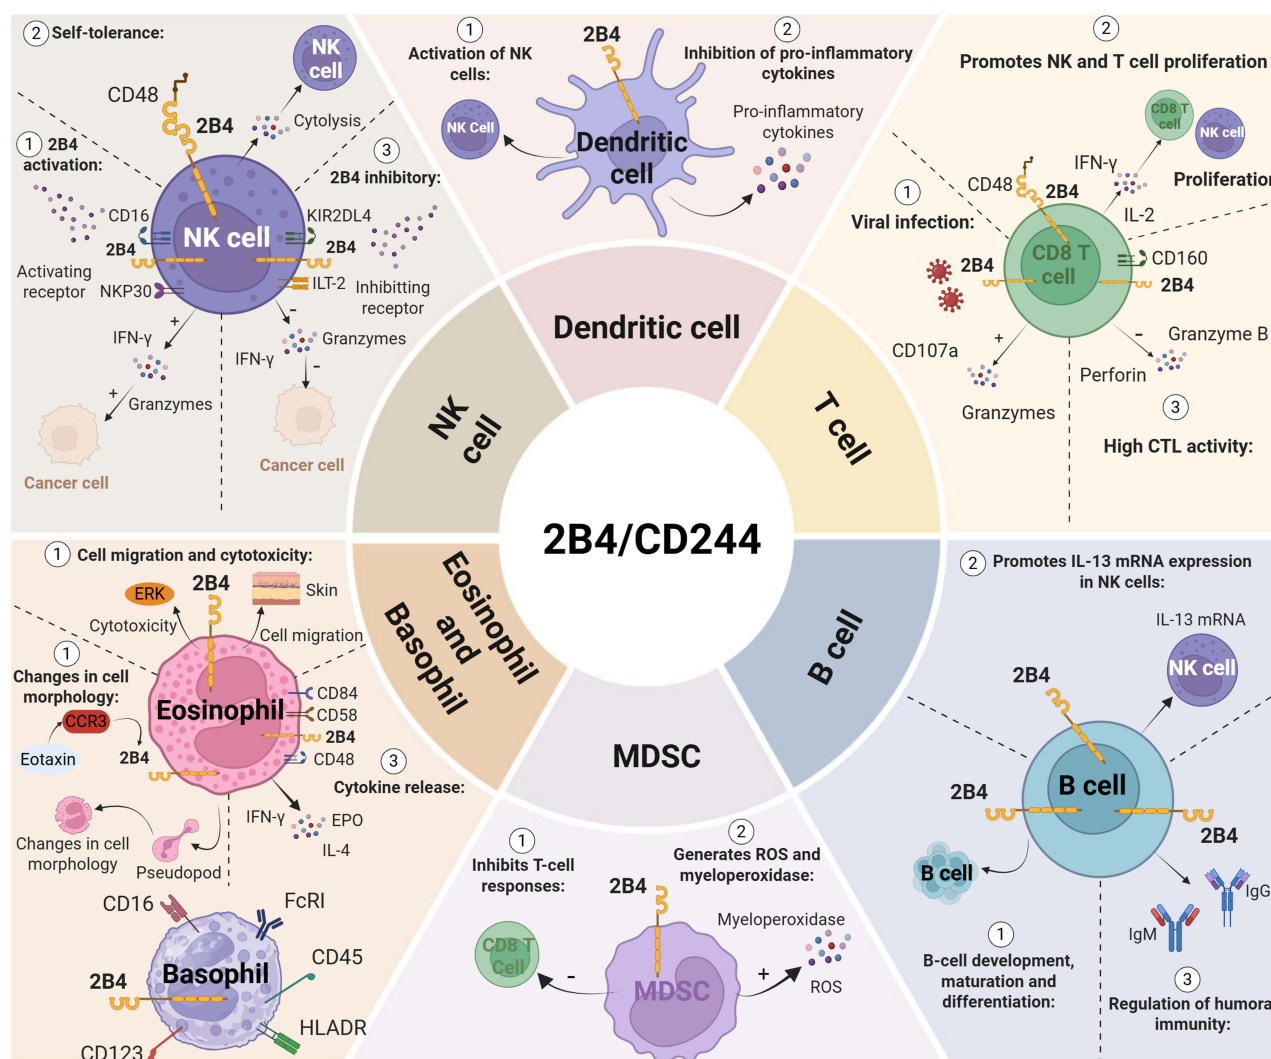 2 Self-tolerance:
NK
cell
CD48
2B4
Cytolysis
1 2B4
activation:
3
2B4 inhibitory:
CD16
KIR2DL4
2B4
2B4
NK cell
Activating
receptor
NKP30
ILT-2
Inhibitting
receptor
+
IFN-γ
-
Granzymes
IFN-γ
+
Granzymes
-
Cancer cell
Cancer cell
1
Activation of NK
cells:
NK Cell
2B4
Dendritic
cell
2
Inhibition of pro-inflammatory
cytokines
Pro-inflammatory
cytokines
2
Promotes NK and T cell proliferation
CD8 T
cell
NK cell
IFN-γ
IL-2
Proliferation
CD48
2B4
1
Viral infection:
2B4
CD8 T
cell
CD160
2B4
CD107a
+
Granzymes
-
Granzyme B
Perforin
3
High CTL activity:
Dendritic cell
NK
cell
T cell
2B4/CD244
Eosinophil
and
Basophil
B cell
MDSC
1 Cell migration and cytotoxicity:
ERK
2B4
Skin
Cytotoxicity
Cell migration
1
Changes in cell
morphology:
CCR3
Eotaxin
2B4
Eosinophil
CD84
CD58
2B4
CD48
3
Cytokine release:
IFN-γ
EPO
IL-4
Changes in cell
morphology
Pseudopod
CD16
FcRI
CD45
Basophil
2B4
HLADR
CD123
1
Inhibits T-cell
responses:
CD8 T
Cell
-
2B4
MDSC
2
Generates ROS and
myeloperoxidase:
Myeloperoxidase
+
ROS
2 Promotes IL-13 mRNA expression
in NK cells:
IL-13 mRNA
NK cell
2B4
2B4
B cell
2B4
B cell
1
B-cell development,
maturation and
differentiation:
IgG
IgM
3
Regulation of humora
immunity: